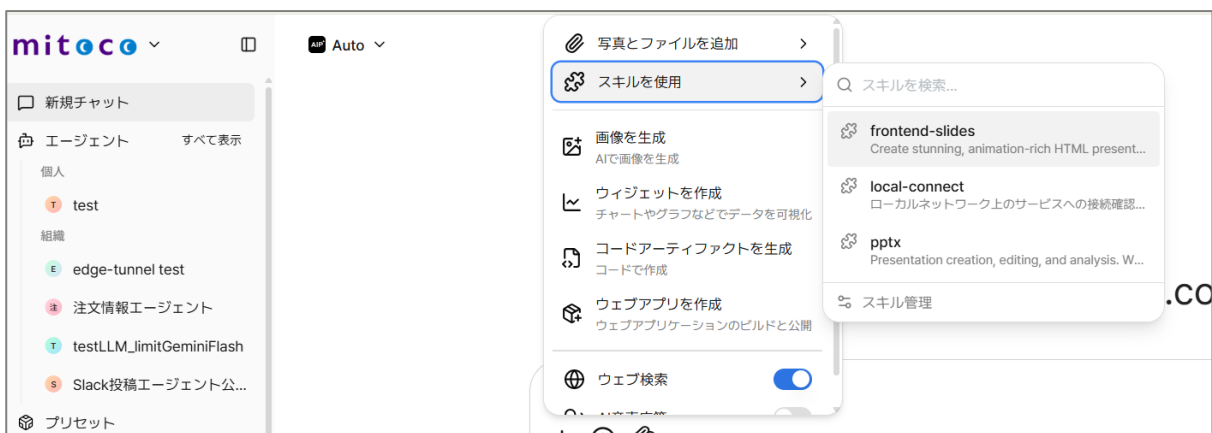 mitoco
Auto
新規チャット
エージェント すべて表示
個人
T test
組織
E edge-tunnel test
注 注文情報エージェント
T testLLM_limitGeminiFlash
S Slack投稿エージェント公...
プリセット
写真とファイルを追加
スキルを使用
画像を生成
AIで画像を生成
ウィジェットを作成
チャートやグラフなどでデータを可視化
コードアーティファクトを生成
コードで作成
ウェブアプリを作成
ウェブアプリケーションのビルドと公開
ウェブ検索
スキルを検索...
frontend-slides
Create stunning, animation-rich HTML present...
local-connect
ローカルネットワーク上のサービスへの接続確認...
pptx
Presentation creation, editing, and analysis. W...
スキル管理
.co